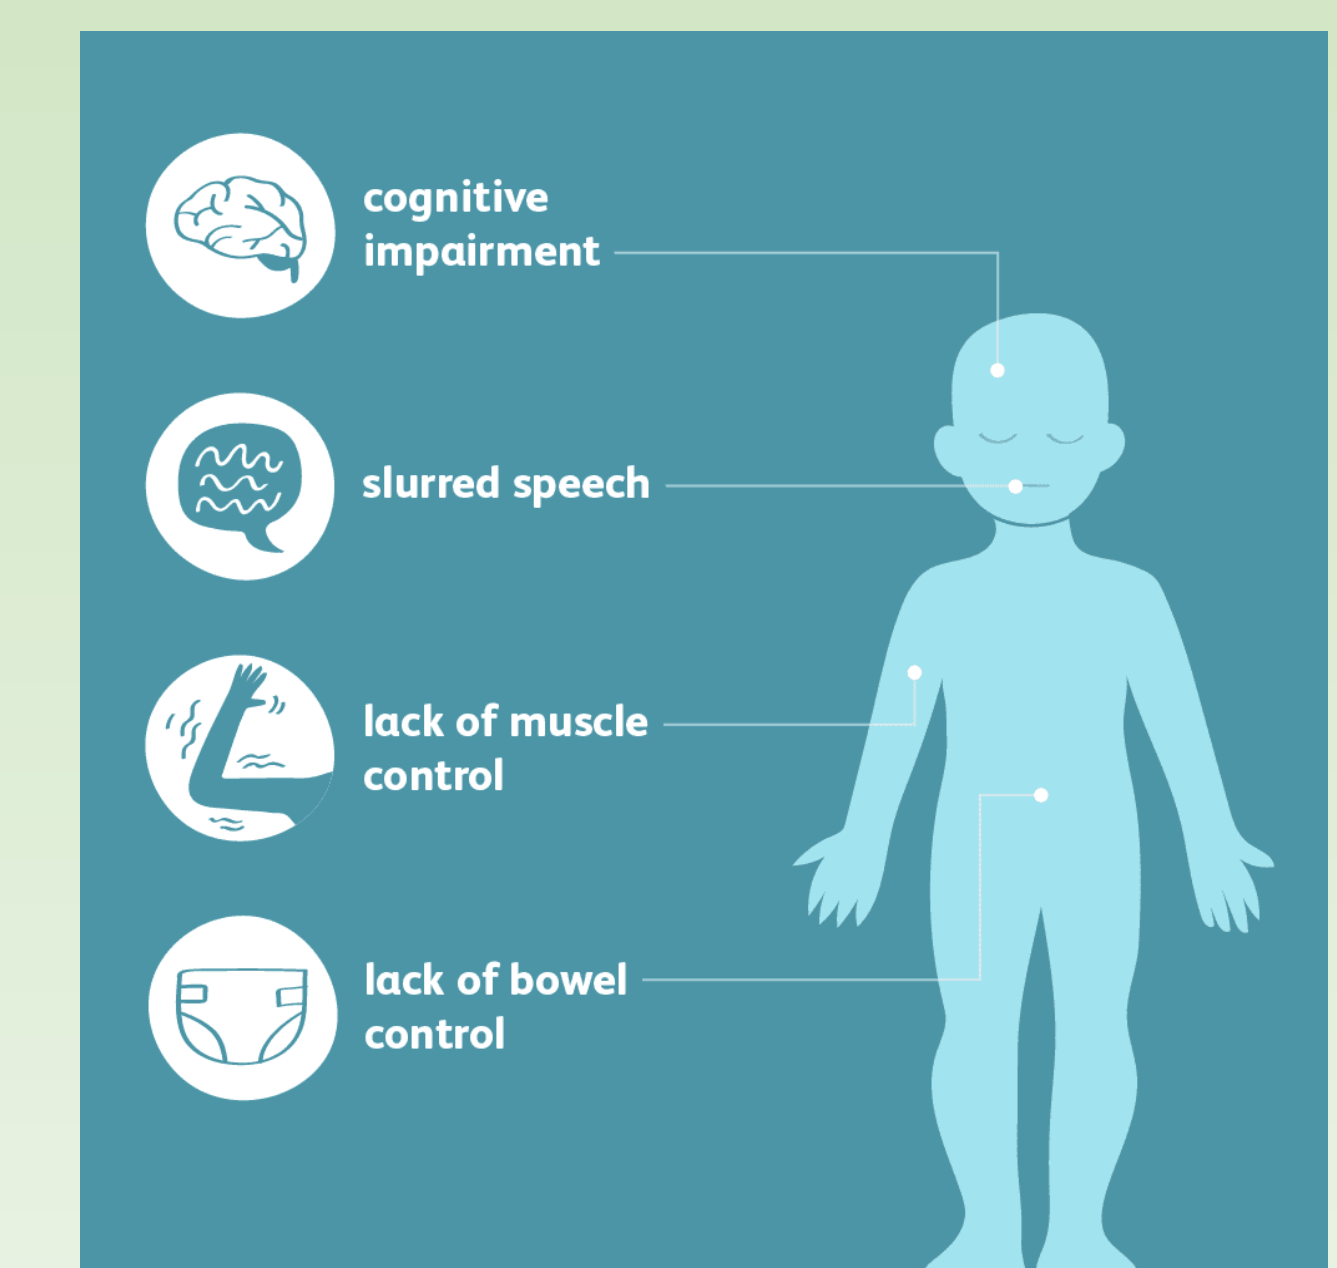 cognitive
impairment
slurred speech
lack of muscle
control
lack of bowel
control